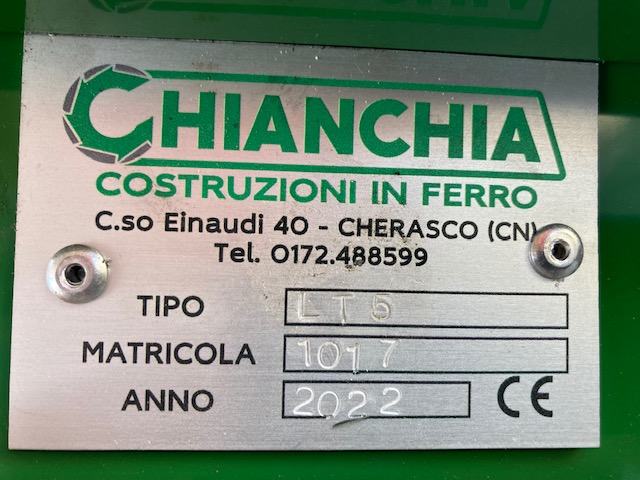 CHIANCHIA
COSTRUZIONI IN FERRO
C.so Einaudi 40 - CHERASCO (CN)
Tel. 0172.488599
TIPO LT5
MATRICOLA 1017
ANNO 2022 CE